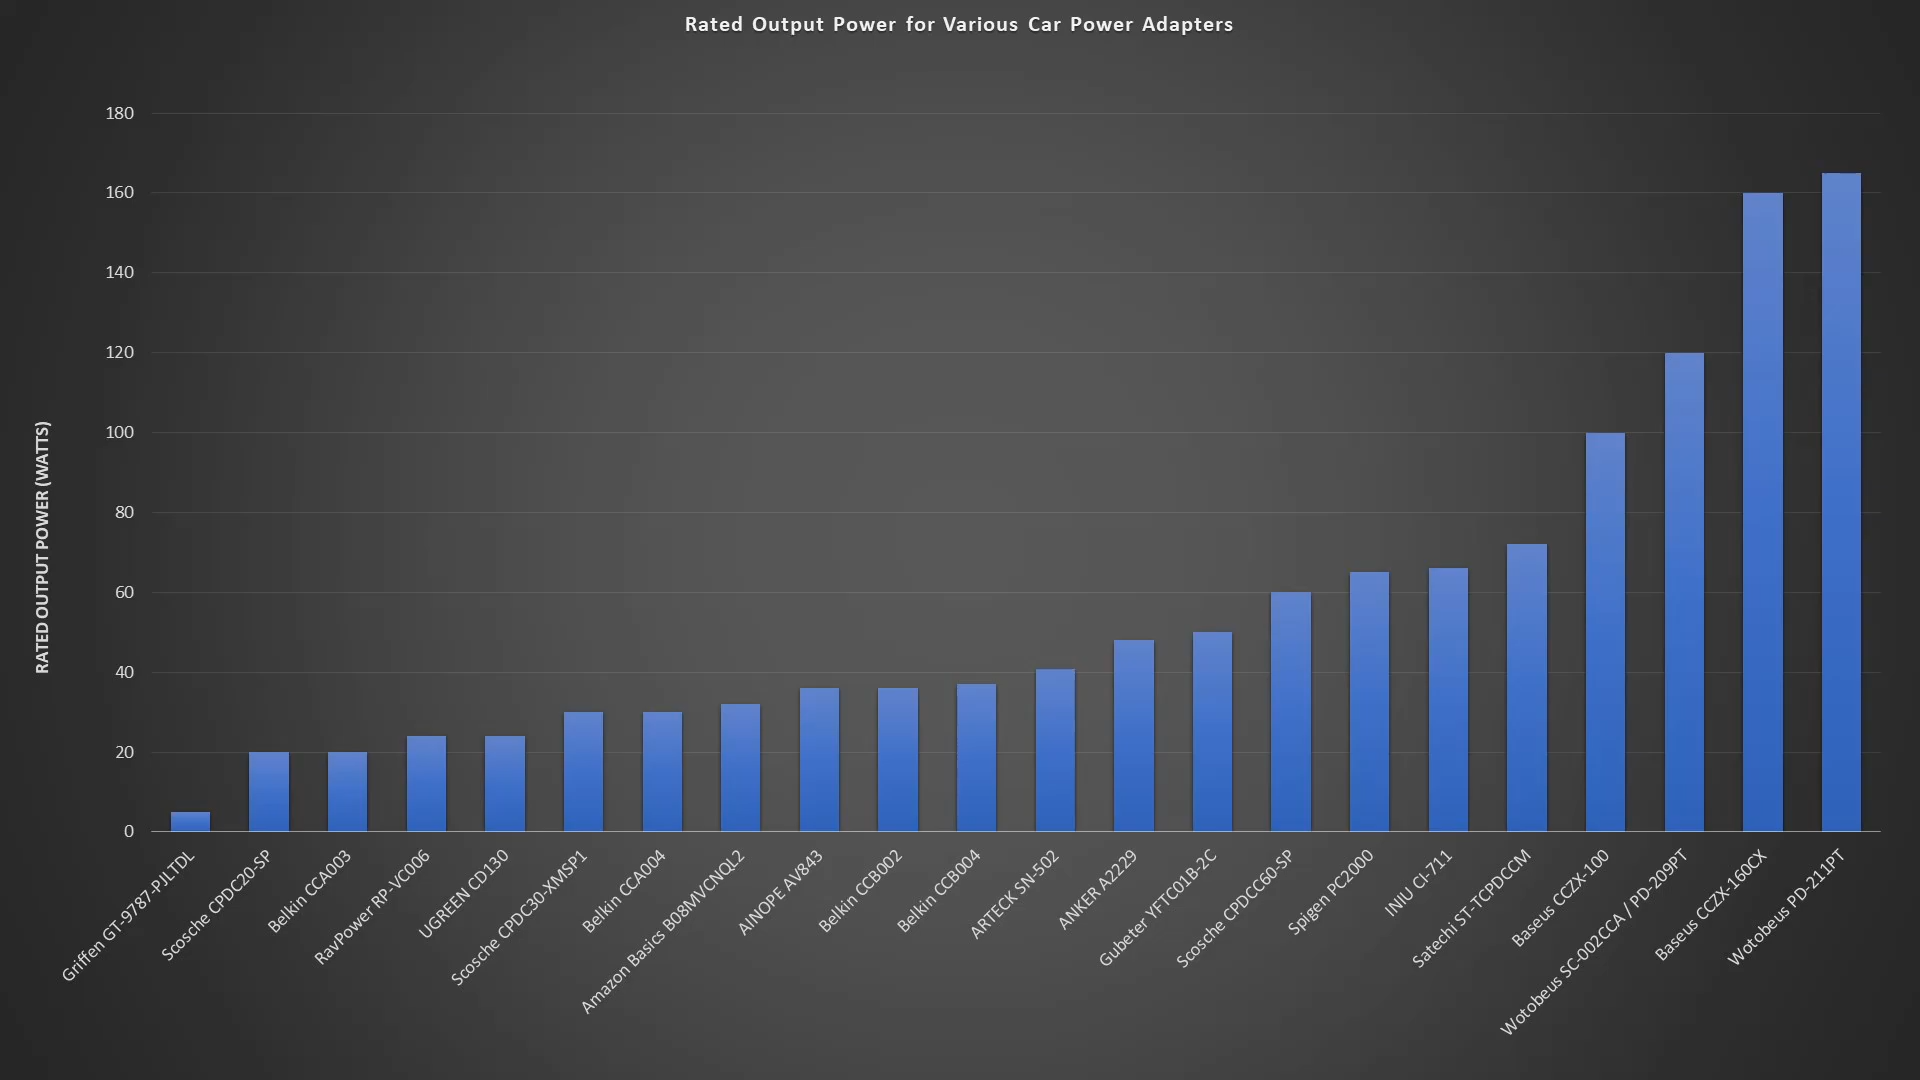 Rated Output Power for Various Car Power Adapters
RATED OUTPUT POWER (WATTS)
180
160
140
120
100
80
60
40
20
0
Griffen GT-9787-PJLTDL
Scosche CPDC20-SP
Belkin CCA003
RavPower RP-VC006
UGREEN CD130
Scosche CPDC30-XMSP1
Belkin CCA004
Amazon Basics B08MVCNQL2
AINOPE AV843
Belkin CCB002
Belkin CCB004
ARTECK SN-502
ANKER A2229
Gubeter YFTC01B-2C
Scosche CPDCC60-SP
Spigen PC2000
INIU CI-711
Satechi ST-TCPDCCM
Baseus CCZX-100
Wotobeus SC-002CCA / PD-209PT
Baseus CCZX-160CX
Wotobeus PD-211PT